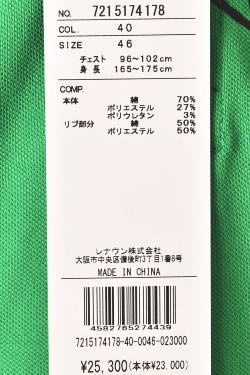 NO. 7215174178
COL. 40
SIZE 46
チェスト 96～102cm
身 長 165～175cm
COMP.
本体 綿 70%
ポリエステル 27%
ポリウレタン 3%
リブ部分 綿 50%
ポリエステル 50%
レナウン株式会社
大阪市中央区備後町3丁目1番8号
MADE IN CHINA
4582765274439
7215174178-40-0046-023000
¥25,300(本体¥23,000)